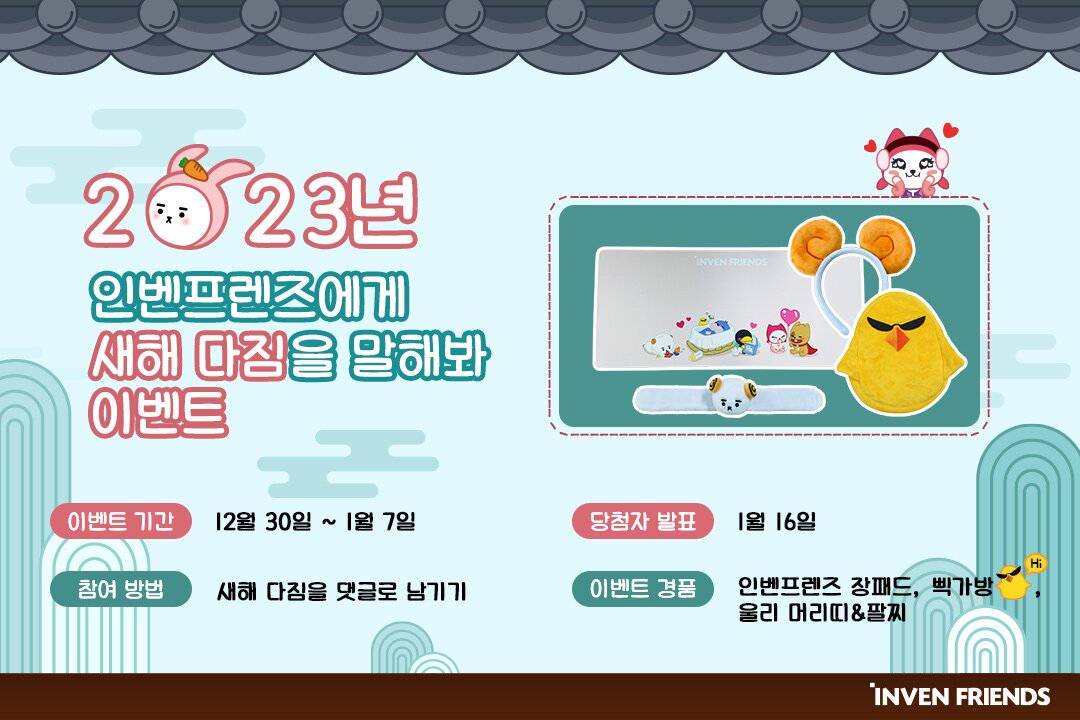 2023년
인벤프렌즈에게
새해 다짐을 말해봐
이벤트
INVEN FRIENDS
이벤트 기간 12월 30일 ~ 1월 7일
참여 방법 새해 다짐을 댓글로 남기기
당첨자 발표 1월 16일
Hi
이벤트 경품 인벤프렌즈 장패드, 삑가방,
울리 머리띠&팔찌
INVEN FRIENDS